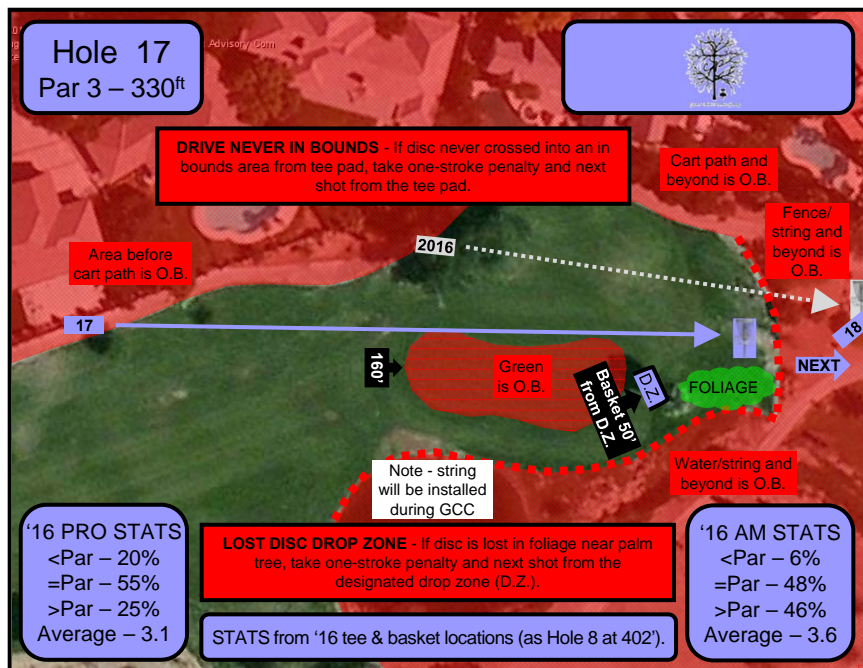 Hole 17
Par 3 – 330ft
Advisory Com
DRIVE NEVER IN BOUNDS - If disc never crossed into an in
bounds area from tee pad, take one-stroke penalty and next
shot from the tee pad.
Cart path and
beyond is O.B.
Fence/
string and
beyond is
O.B.
Area before
cart path is O.B.
2016
17
18
NEXT
160'
Green
is O.B.
Basket 50'
from D.Z.
D.Z.
FOLIAGE
Note - string
will be installed
during GCC
Water/string and
beyond is O.B.
‘16 PRO STATS
<Par – 20%
=Par – 55%
>Par – 25%
Average – 3.1
LOST DISC DROP ZONE - If disc is lost in foliage near palm
tree, take one-stroke penalty and next shot from the
designated drop zone (D.Z.).
STATS from ‘16 tee & basket locations (as Hole 8 at 402’).
‘16 AM STATS
<Par – 6%
=Par – 48%
>Par – 46%
Average – 3.6